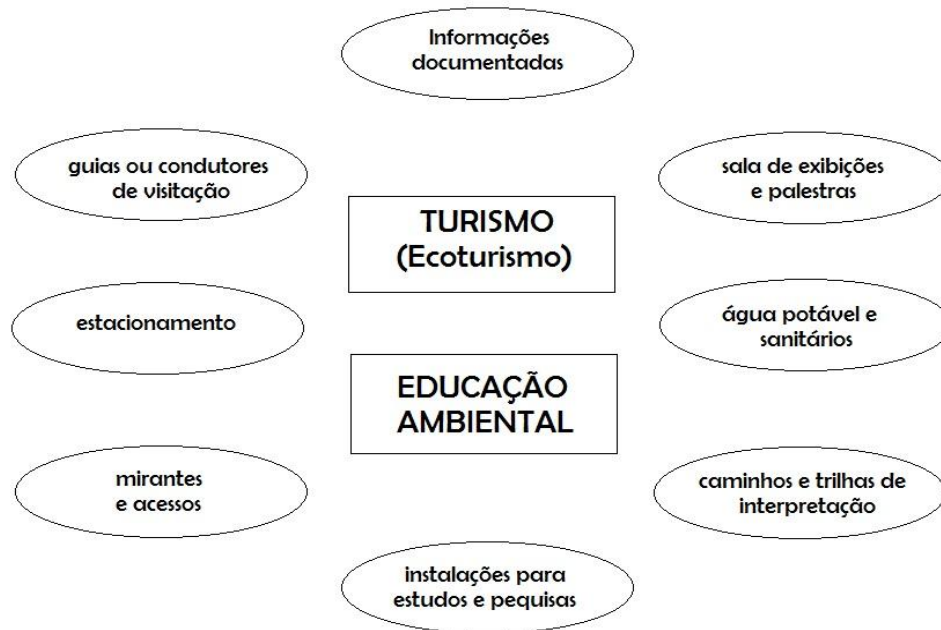 Informações
documentadas
guias ou condutores
de visitação
sala de exibições
e palestras
TURISMO
(Ecoturismo)
estacionamento
água potável e
sanitários
EDUCAÇÃO
AMBIENTAL
mirantes
e acessos
caminhos e trilhas de
interpretação
instalações para
estudos e pequisas